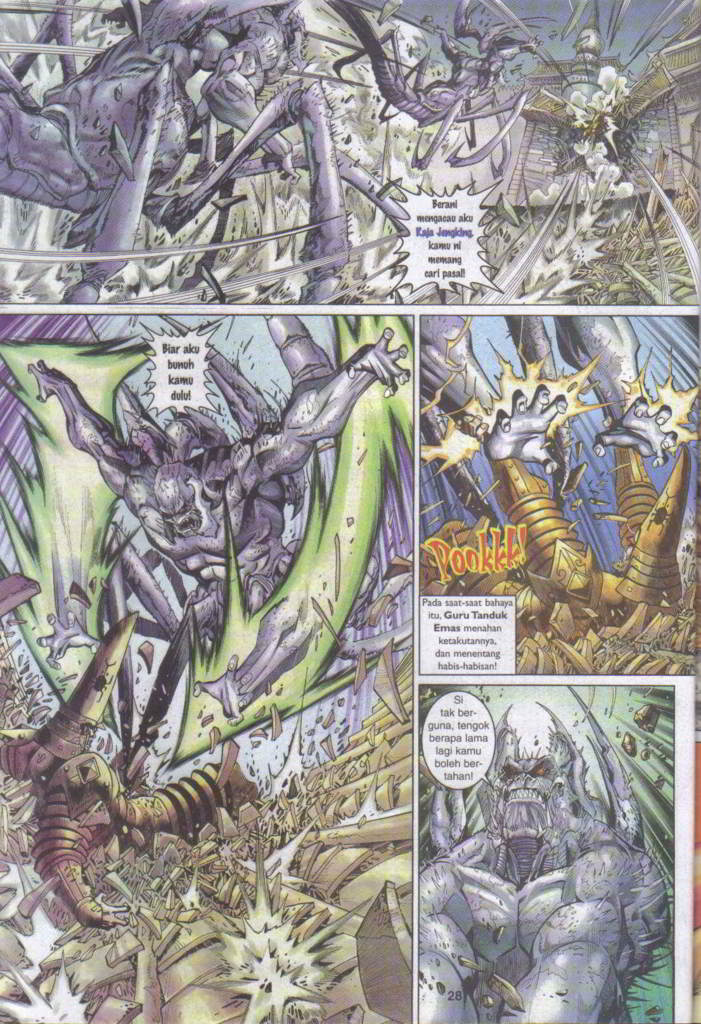 Berani
mengacau aku
Raja Jengking,
kamu ni
memang
cari pasal!
Biar aku
bunuh
kamu
dulu!
Pookkk!
Pada saat-saat bahaya
itu, Guru Tanduk
Emas menahan
ketakutannya,
dan menentang
habis-habisan!
Si
tak ber-
guna, tengok
berapa lama
lagi kamu
boleh ber-
tahan!
28